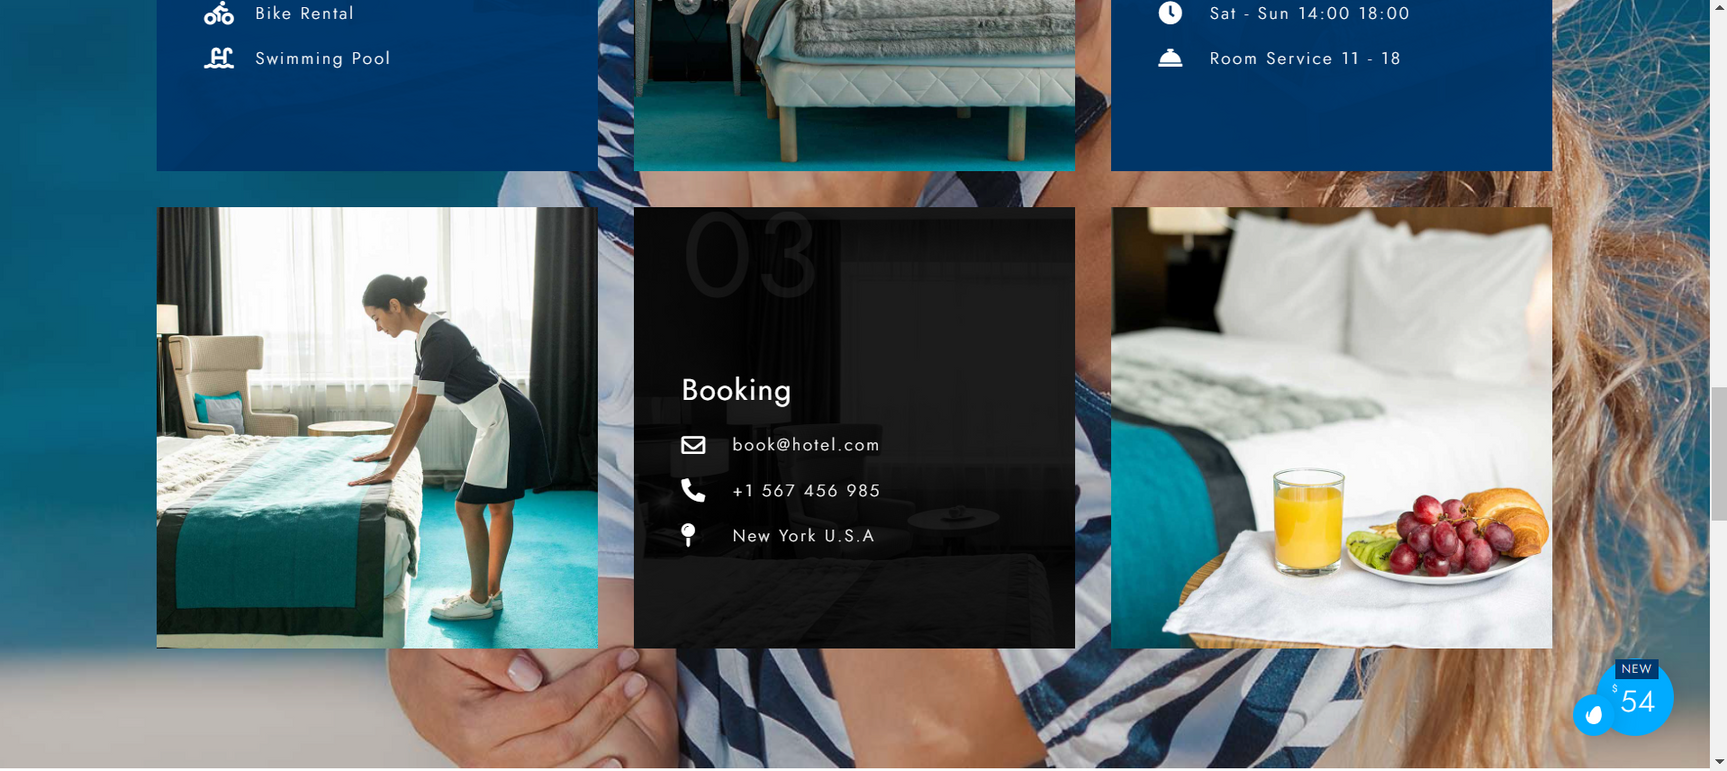 Bike Rental
Swimming Pool
Sat - Sun 14:00 18:00
Room Service 11 - 18
03
Booking
book@hotel.com
+1 567 456 985
New York U.S.A
NEW
$54